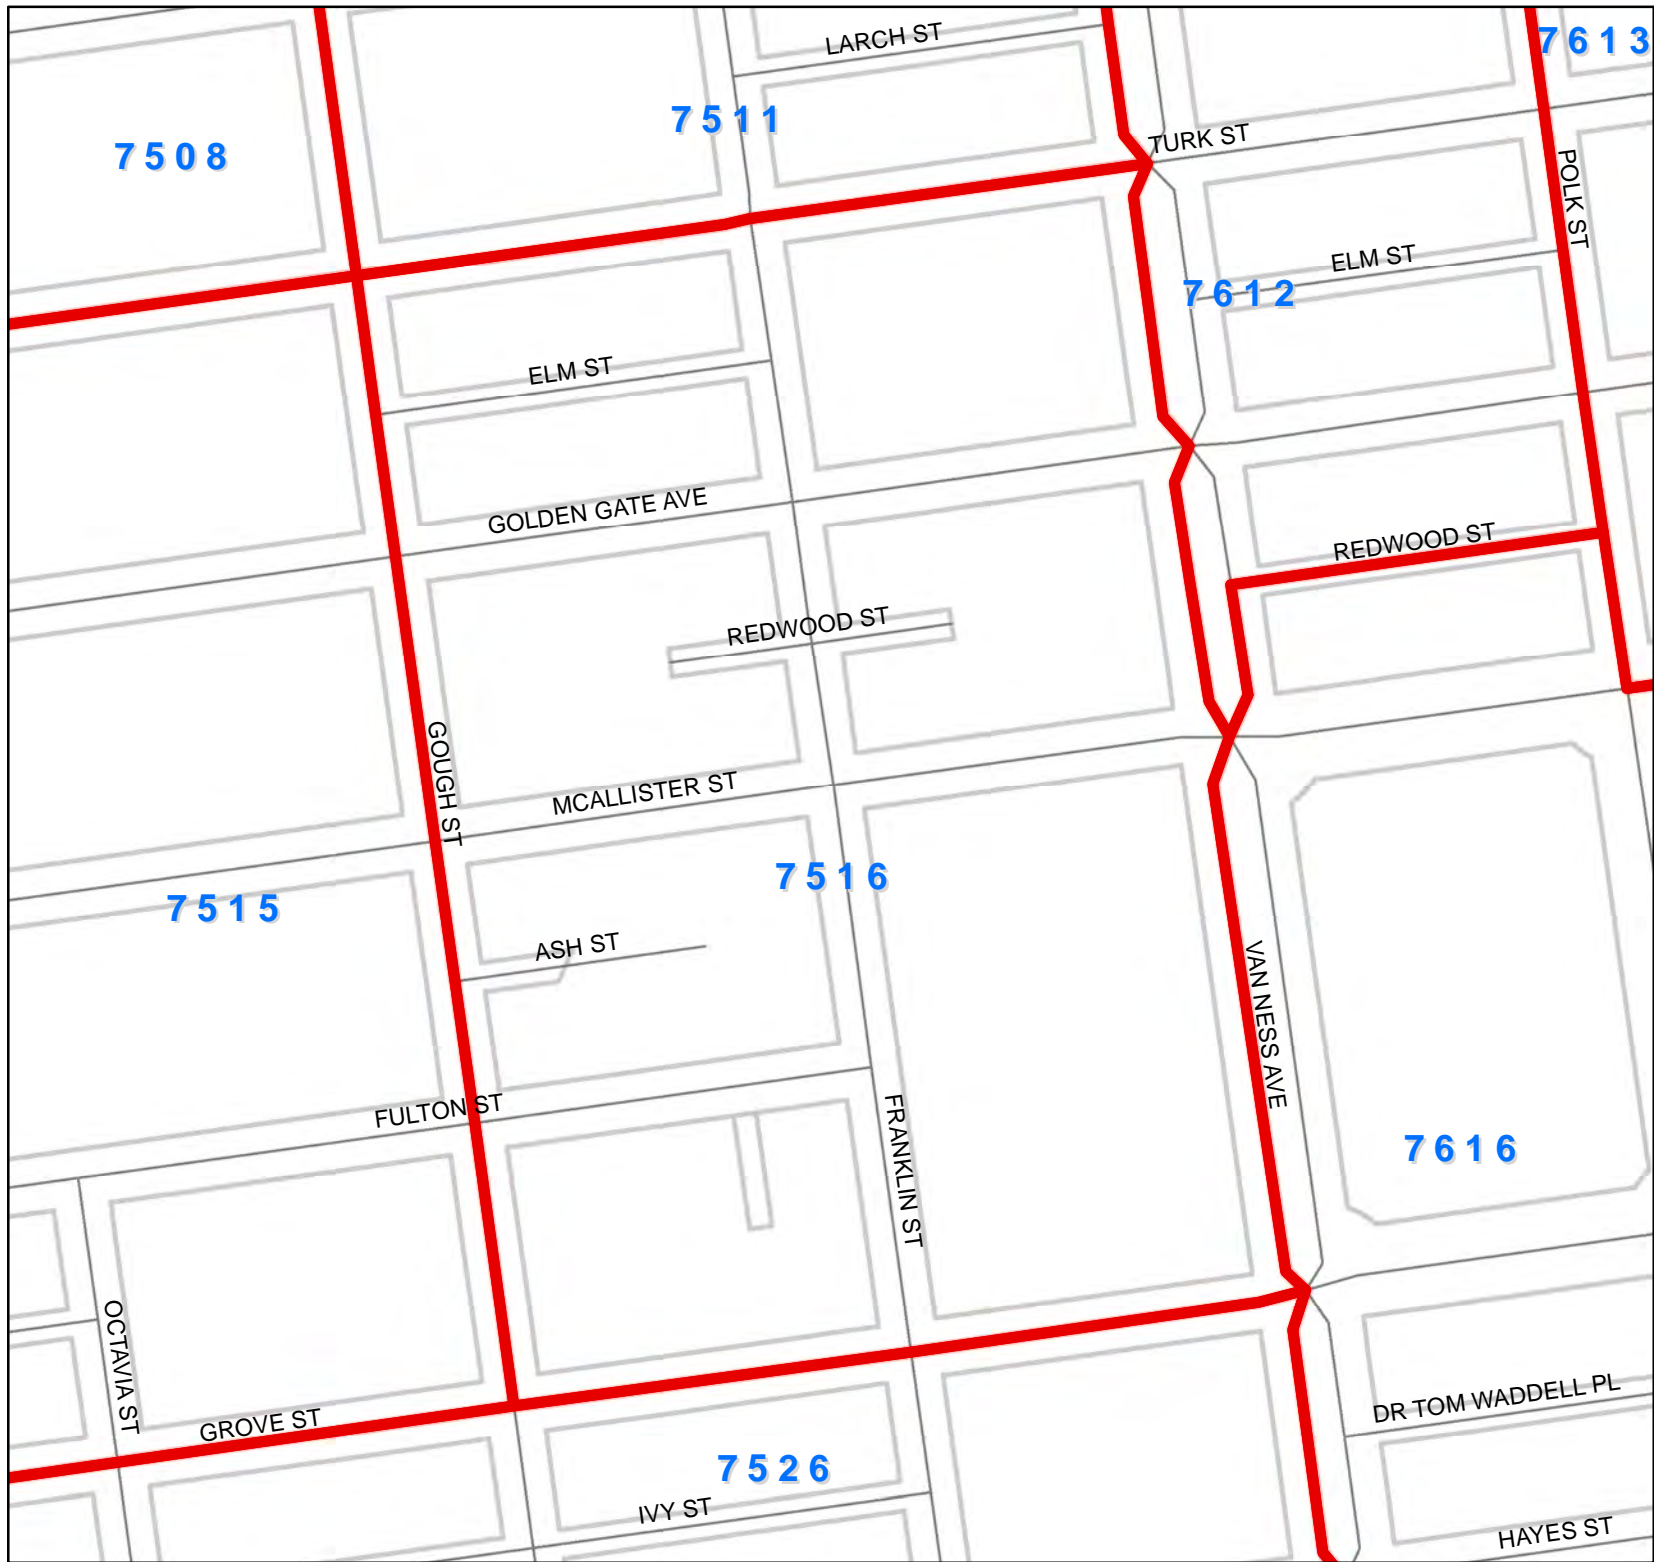 LARCH ST
7613
7511
TURK ST
7508
POLK ST
ELM ST
7612
ELM ST
GOLDEN GATE AVE
REDWOOD ST
REDWOOD ST
GOUGH ST
MCALLISTER ST
7516
7515
ASH ST
VAN NESS AVE
FULTON ST
FRANKLIN ST
7616
OCTAVIA ST
GROVE ST
DR TOM WADDELL PL
7526
IVY ST
HAYES ST